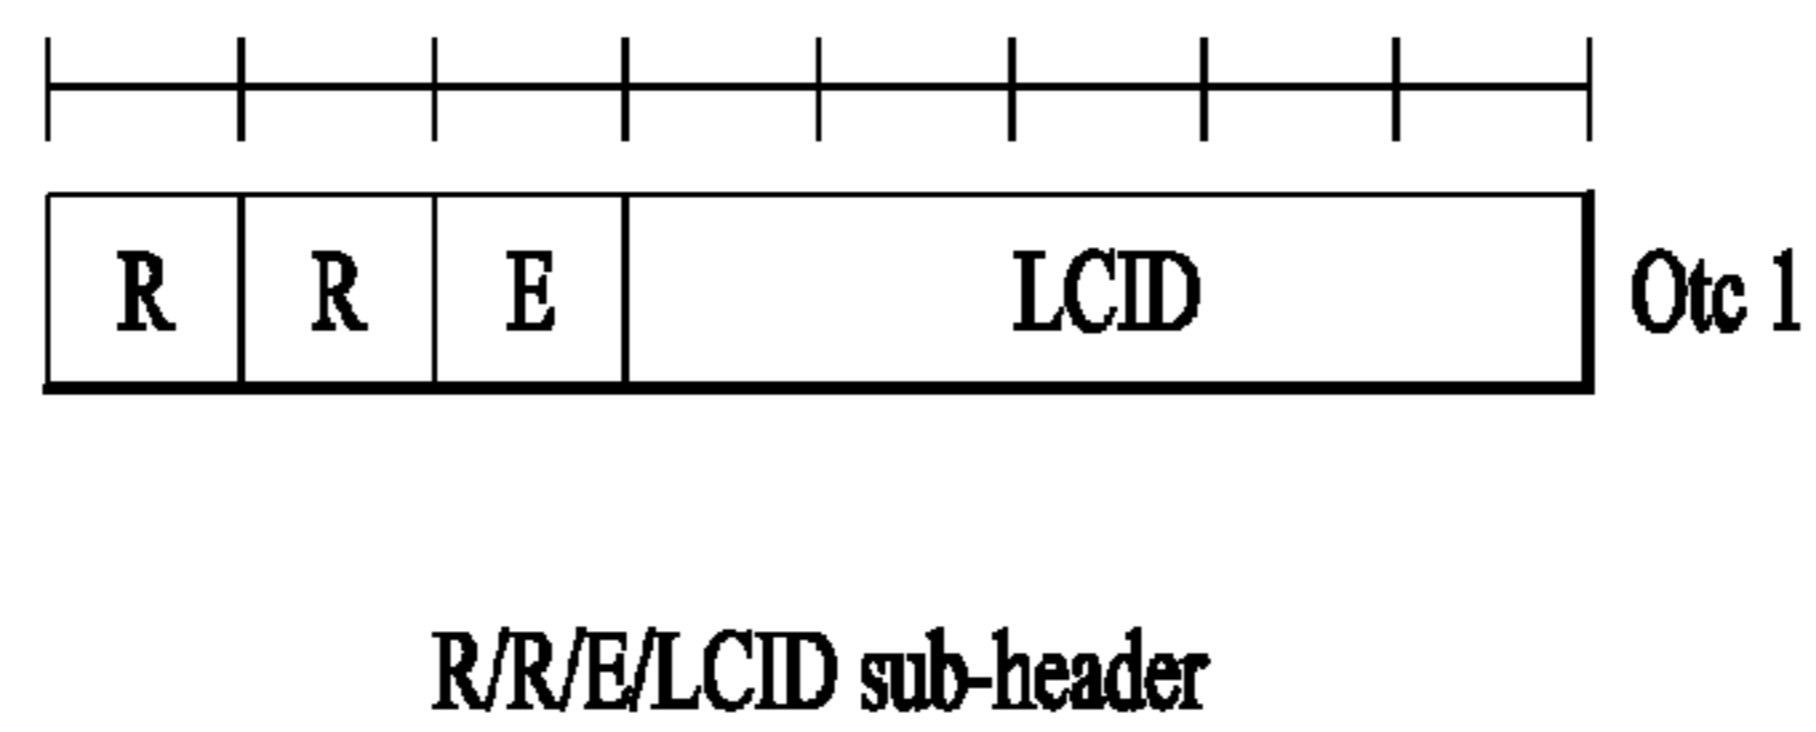 R R E LCID Otc 1
R/R/E/LCID sub-header